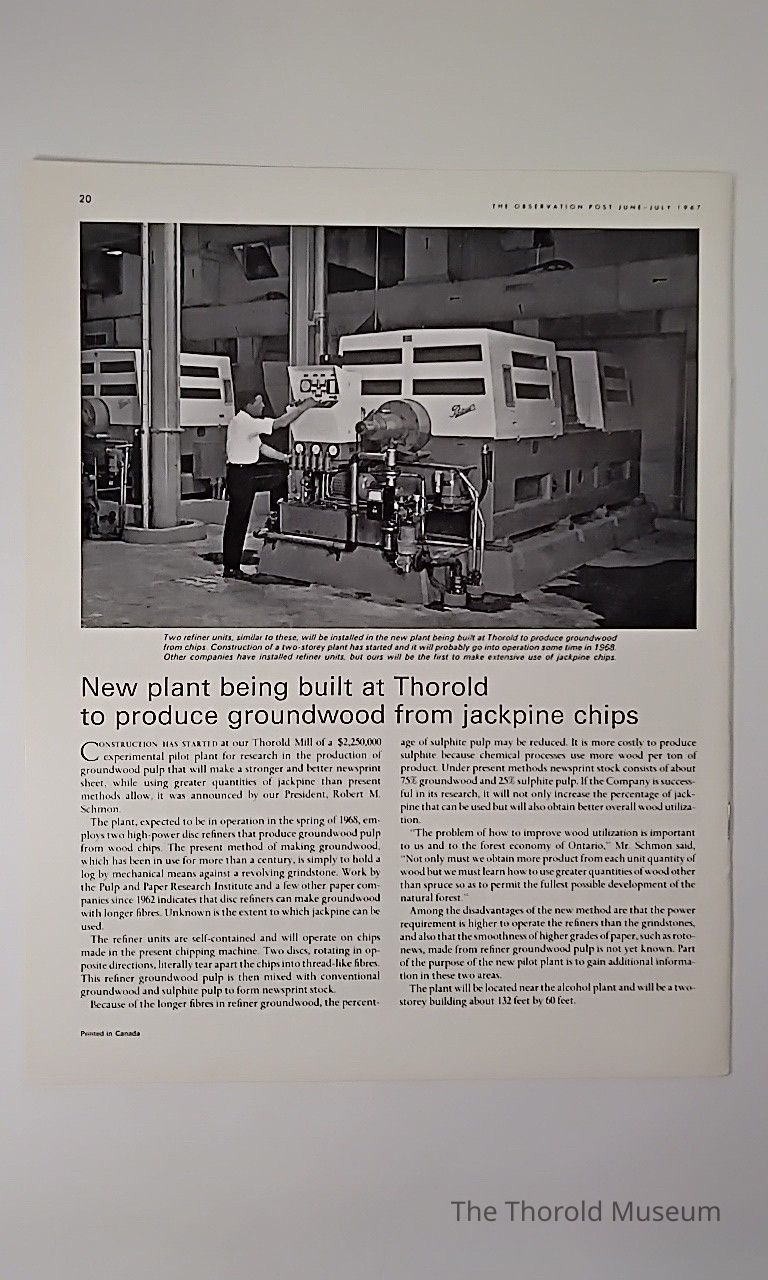 20
THE OBSERVATION POST JUNE-JULY 1967
Bauer
Two refiner units, similar to these, will be installed in the new plant being built at Thorold to produce groundwood
from chips. Construction of a two-storey plant has started and it will probably go into operation some time in 1968.
Other companies have installed refiner units, but ours will be the first to make extensive use of jackpine chips.
New plant being built at Thorold
to produce groundwood from jackpine chips
CONSTRUCTION HAS STARTED at our Thorold Mill of a $2,250,000
experimental pilot plant for research in the production of
groundwood pulp that will make a stronger and better newsprint
sheet, while using greater quantities of jackpine than present
methods allow, it was announced by our President, Robert M.
Schmon.
The plant, expected to be in operation in the spring of 1968, em-
ploys two high-power disc refiners that produce groundwood pulp
from wood chips. The present method of making groundwood,
which has been in use for more than a century, is simply to hold a
log by mechanical means against a revolving grindstone. Work by
the Pulp and Paper Research Institute and a few other paper com-
panies since 1962 indicates that disc refiners can make groundwood
with longer fibres. Unknown is the extent to which jackpine can be
used.
The refiner units are self-contained and will operate on chips
made in the present chipping machine. Two discs, rotating in op-
posite directions, literally tear apart the chips into thread-like fibres.
This refiner groundwood pulp is then mixed with conventional
groundwood and sulphite pulp to form newsprint stock.
Because of the longer fibres in refiner groundwood, the percent-
age of sulphite pulp may be reduced. It is more costly to produce
sulphite because chemical processes use more wood per ton of
product. Under present methods newsprint stock consists of about
75% groundwood and 25% sulphite pulp. If the Company is success-
ful in its research, it will not only increase the percentage of jack-
pine that can be used but will also obtain better overall wood utiliza-
tion.
"The problem of how to improve wood utilization is important
to us and to the forest economy of Ontario," Mr. Schmon said,
"Not only must we obtain more product from each unit quantity of
wood but we must learn how to use greater quantities of wood other
than spruce so as to permit the fullest possible development of the
natural forest."
Among the disadvantages of the new method are that the power
requirement is higher to operate the refiners than the grindstones,
and also that the smoothness of higher grades of paper, such as roto-
news, made from refiner groundwood pulp is not yet known. Part
of the purpose of the new pilot plant is to gain additional informa-
tion in these two areas.
The plant will be located near the alcohol plant and will be a two-
storey building about 132 feet by 60 feet.
Printed in Canada
The Thorold Museum